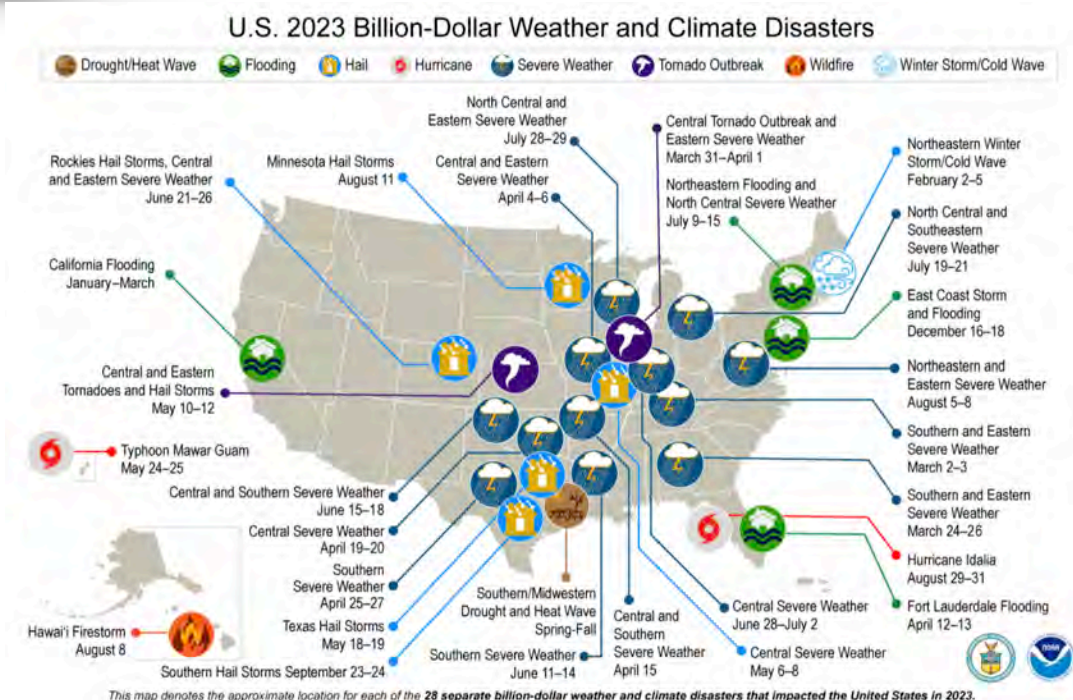 U.S. 2023 Billion-Dollar Weather and Climate Disasters
Drought/Heat Wave
Flooding
Hail
Hurricane
Severe Weather
Tornado Outbreak
Wildfire
Winter Storm/Cold Wave
North Central and
Eastern Severe Weather
July 28–29
Central Tornado Outbreak and
Eastern Severe Weather
March 31–April 1
Northeastern Winter
Storm/Cold Wave
February 2–5
Rockies Hail Storms, Central
and Eastern Severe Weather
June 21–26
Minnesota Hail Storms
August 11
Central and Eastern
Severe Weather
April 4–6
Northeastern Flooding and
North Central Severe Weather
July 9–15
North Central and
Southeastern
Severe Weather
July 19–21
California Flooding
January–March
East Coast Storm
and Flooding
December 16–18
Central and Eastern
Tornadoes and Hail Storms
May 10–12
Northeastern and
Eastern Severe Weather
August 5–8
Typhoon Mawar Guam
May 24–25
Southern and Eastern
Severe Weather
March 2–3
Central and Southern Severe Weather
June 15–18
Southern and Eastern
Severe Weather
March 24–26
Central Severe Weather
April 19–20
Hurricane Idalia
August 29–31
Southern
Severe Weather
April 25–27
Fort Lauderdale Flooding
April 12–13
Southern/Midwestern
Drought and Heat Wave
Spring-Fall
Central and
Southern
Severe Weather
April 15
Central Severe Weather
June 28–July 2
Hawai‘i Firestorm
August 8
Texas Hail Storms
May 18–19
Southern Hail Storms September 23–24
Southern Severe Weather
June 11–14
Central Severe Weather
May 6–8
NOAA
This map denotes the approximate location for each of the 28 separate billion-dollar weather and climate disasters that impacted the United States in 2023.